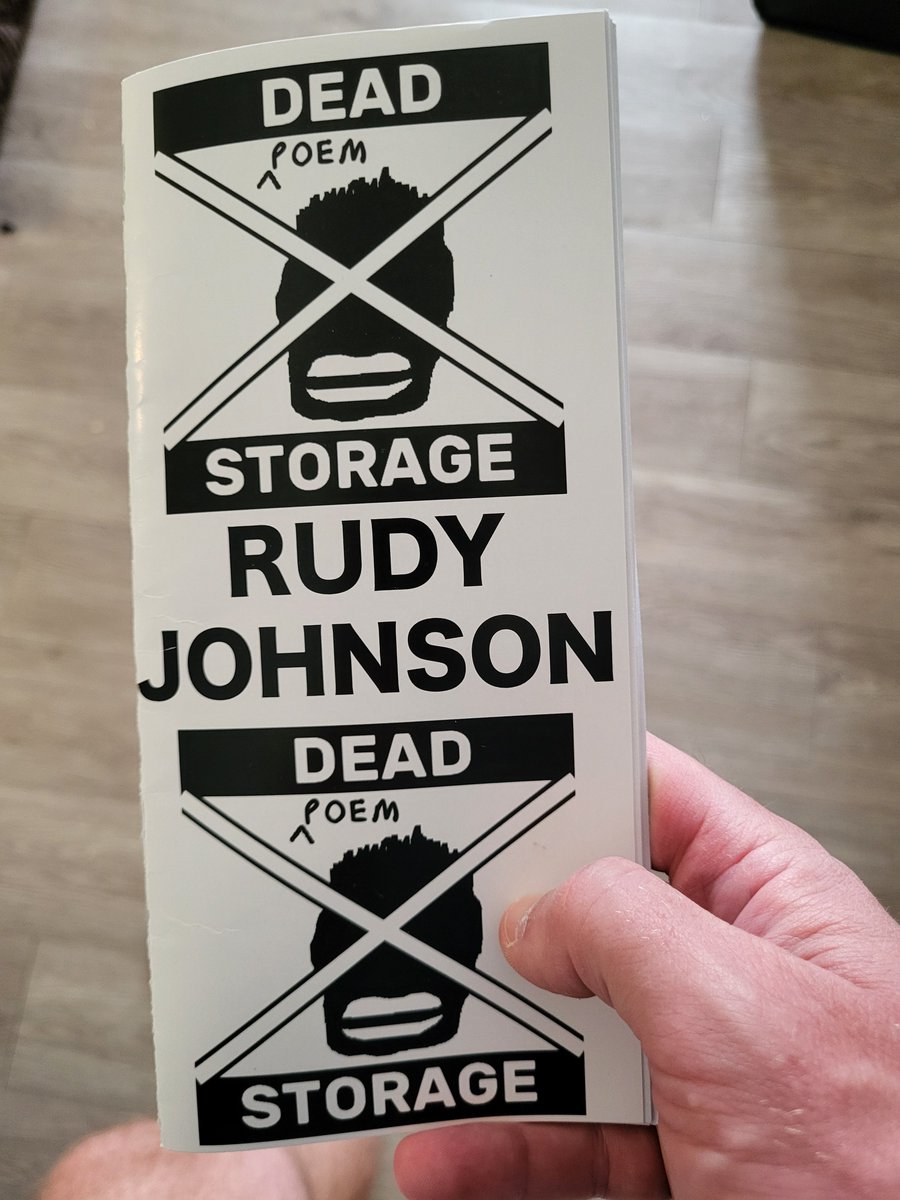 DEAD
^POEM
STORAGE
RUDY
JOHNSON
DEAD
^POEM
STORAGE